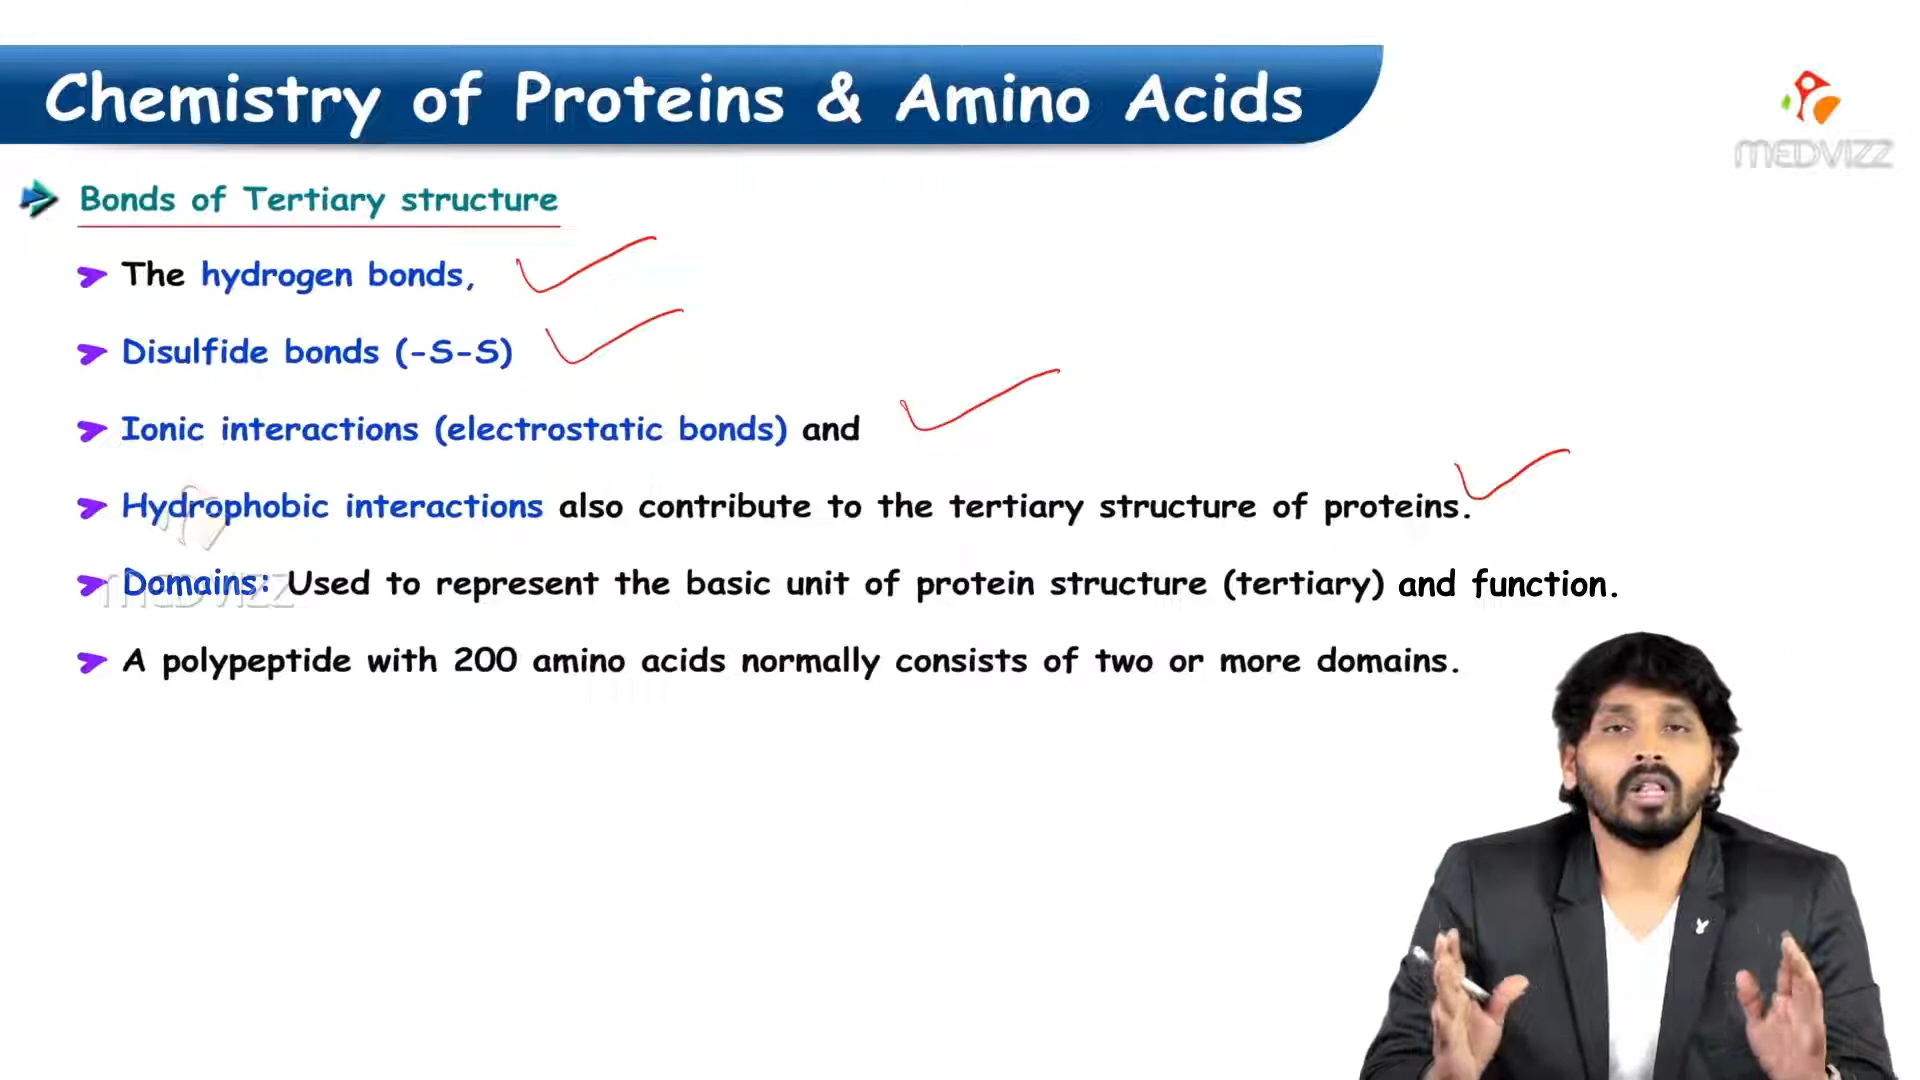 Chemistry of Proteins & Amino Acids
MEDVIZZ
Bonds of Tertiary structure
The hydrogen bonds,
Disulfide bonds (-S-S)
Ionic interactions (electrostatic bonds) and
Hydrophobic interactions also contribute to the tertiary structure of proteins.
MEDVIZZ
Domains: Used to represent the basic unit of protein structure (tertiary) and function.
A polypeptide with 200 amino acids normally consists of two or more domains.